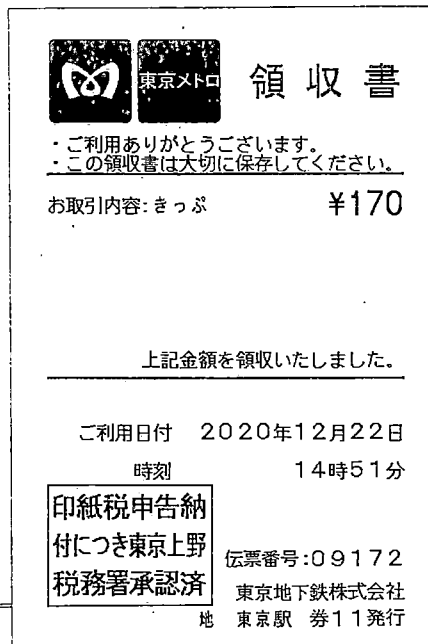 東京メトロ
領収書
・ご利用ありがとうございます。
・この領収書は大切に保存してください。
お取引内容:きっぷ ¥170
上記金額を領収いたしました。
ご利用日付 2020年12月22日
時刻 14時51分
印紙税申告納
付につき東京上野
税務署承認済
伝票番号:09172
東京地下鉄株式会社
地 東京駅 券11発行